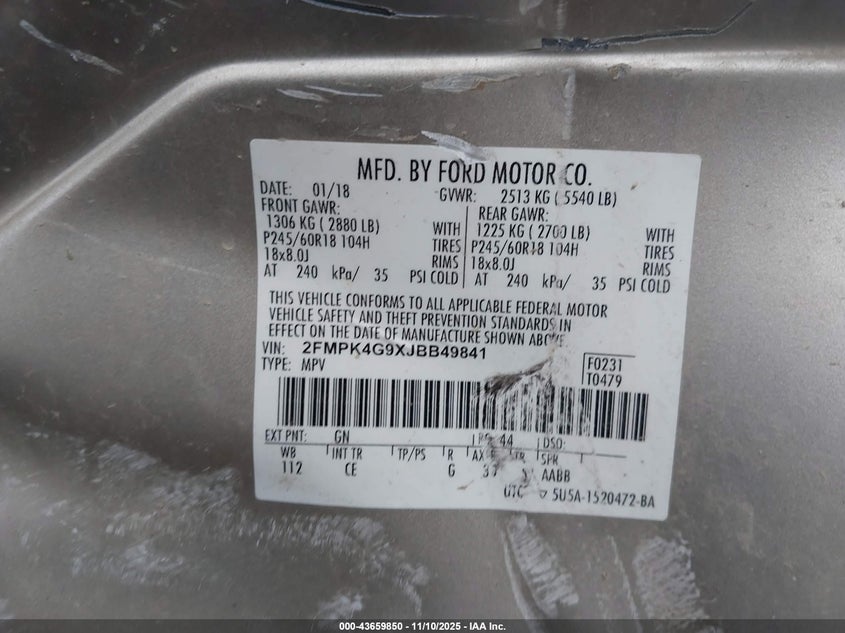 MFD. BY FORD MOTOR CO.
DATE: 01/18 GVWR: 2513 KG ( 5540 LB)
FRONT GAWR: REAR GAWR:
1306 KG ( 2880 LB) WITH 1225 KG ( 2700 LB) WITH
P245/60R18 104H TIRES P245/60R18 104H TIRES
18x8.0J RIMS 18x8.0J RIMS
AT 240 kPa/ 35 PSI COLD AT 240 kPa/ 35 PSI COLD
THIS VEHICLE CONFORMS TO ALL APPLICABLE FEDERAL MOTOR
VEHICLE SAFETY AND THEFT PREVENTION STANDARDS IN
EFFECT ON THE DATE OF MANUFACTURE SHOWN ABOVE.
VIN: 2FMPK4G9XJBB49841
TYPE: MPV F0231
T0479
EXT PNT: GN 44 DSO:
WB INT TR TP/PS R SPR
112 CE G AABB
UTC 5U5A-1520472-BA
000-43659850 - 11/10/2025 - IAA Inc.